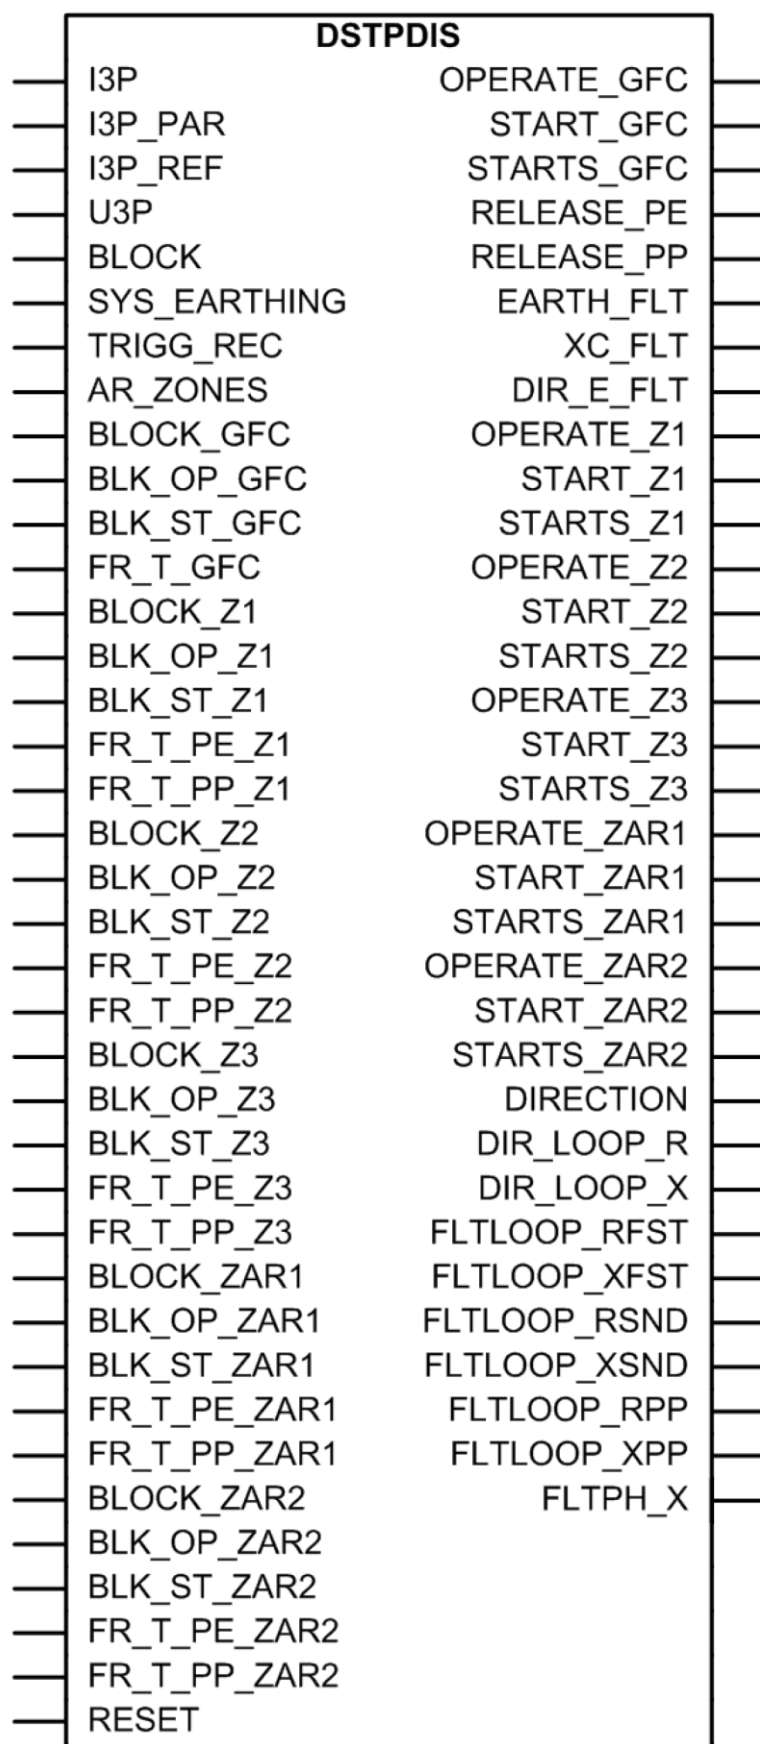 DSTPDIS
I3P OPERATE_GFC
I3P_PAR START_GFC
I3P_REF STARTS_GFC
U3P RELEASE_PE
BLOCK RELEASE_PP
SYS_EARTHING EARTH_FLT
TRIGG_REC XC_FLT
AR_ZONES DIR_E_FLT
BLOCK_GFC OPERATE_Z1
BLK_OP_GFC START_Z1
BLK_ST_GFC STARTS_Z1
FR_T_GFC OPERATE_Z2
BLOCK_Z1 START_Z2
BLK_OP_Z1 STARTS_Z2
BLK_ST_Z1 OPERATE_Z3
FR_T_PE_Z1 START_Z3
FR_T_PP_Z1 STARTS_Z3
BLOCK_Z2 OPERATE_ZAR1
BLK_OP_Z2 START_ZAR1
BLK_ST_Z2 STARTS_ZAR1
FR_T_PE_Z2 OPERATE_ZAR2
FR_T_PP_Z2 START_ZAR2
BLOCK_Z3 STARTS_ZAR2
BLK_OP_Z3 DIRECTION
BLK_ST_Z3 DIR_LOOP_R
FR_T_PE_Z3 DIR_LOOP_X
FR_T_PP_Z3 FLTLOOP_RFST
BLOCK_ZAR1 FLTLOOP_XFST
BLK_OP_ZAR1 FLTLOOP_RSND
BLK_ST_ZAR1 FLTLOOP_XSND
FR_T_PE_ZAR1 FLTLOOP_RPP
FR_T_PP_ZAR1 FLTLOOP_XPP
BLOCK_ZAR2 FLTPH_X
BLK_OP_ZAR2
BLK_ST_ZAR2
FR_T_PE_ZAR2
FR_T_PP_ZAR2
RESET